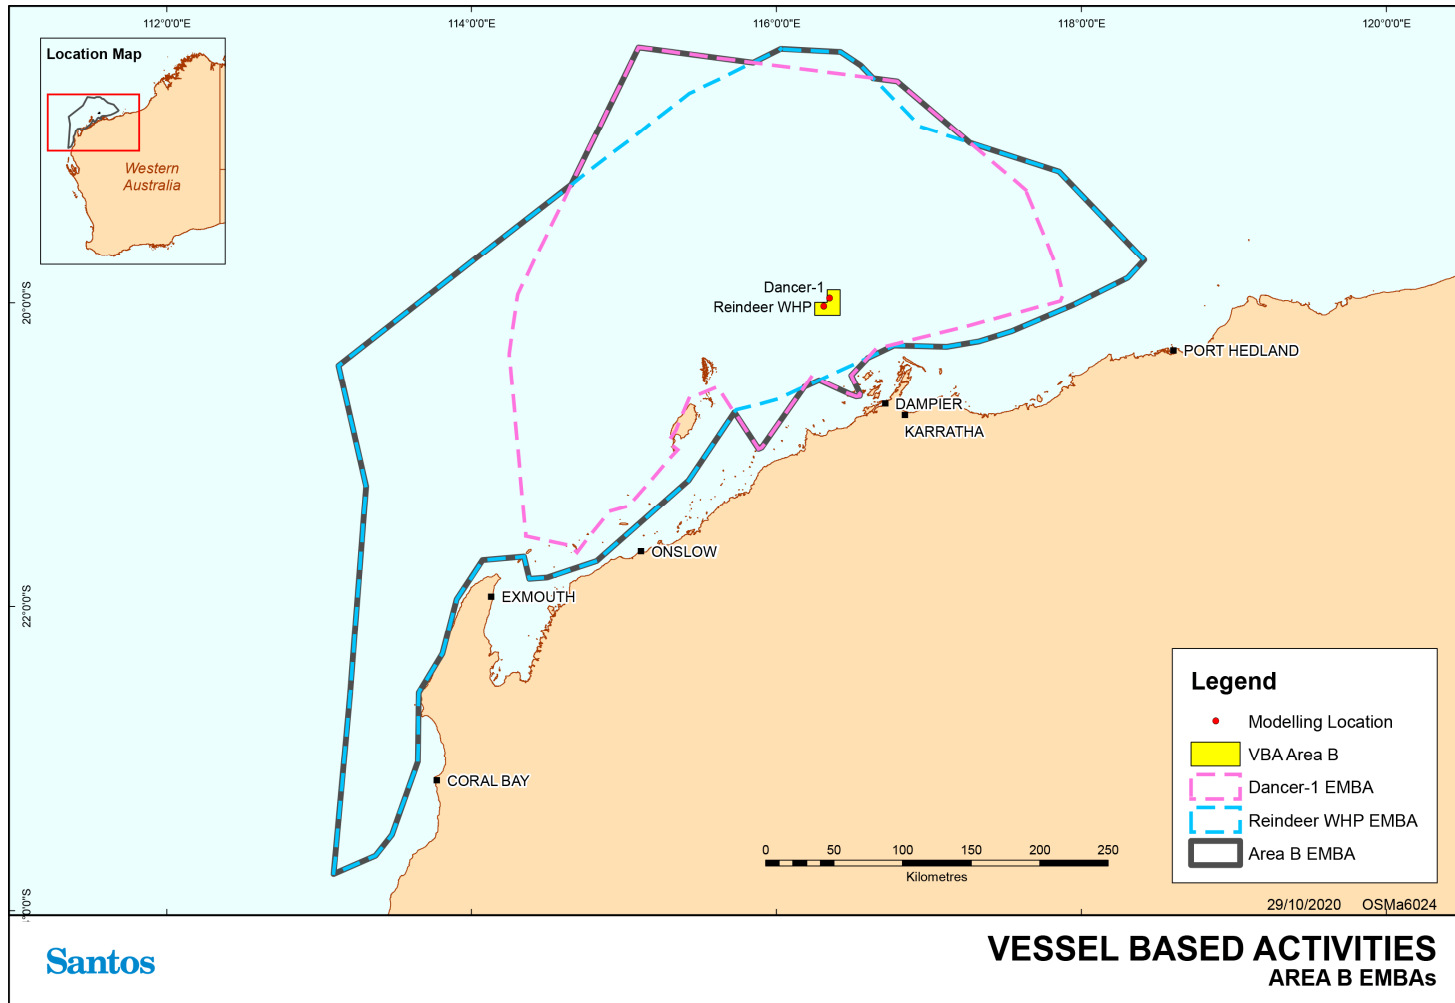 112°0'0"E
114°0'0"E
116°0'0"E
118°0'0"E
120°0'0"E
Location Map
Western
Australia
20°0'0"S
22°0'0"S
Dancer-1
Reindeer WHP
PORT HEDLAND
DAMPIER
KARRATHA
ONSLOW
EXMOUTH
CORAL BAY
Legend
Modelling Location
VBA Area B
Dancer-1 EMBA
Reindeer WHP EMBA
Area B EMBA
0 50 100 150 200 250
Kilometres
29/10/2020 OSMa6024
Santos
VESSEL BASED ACTIVITIES
AREA B EMBAs